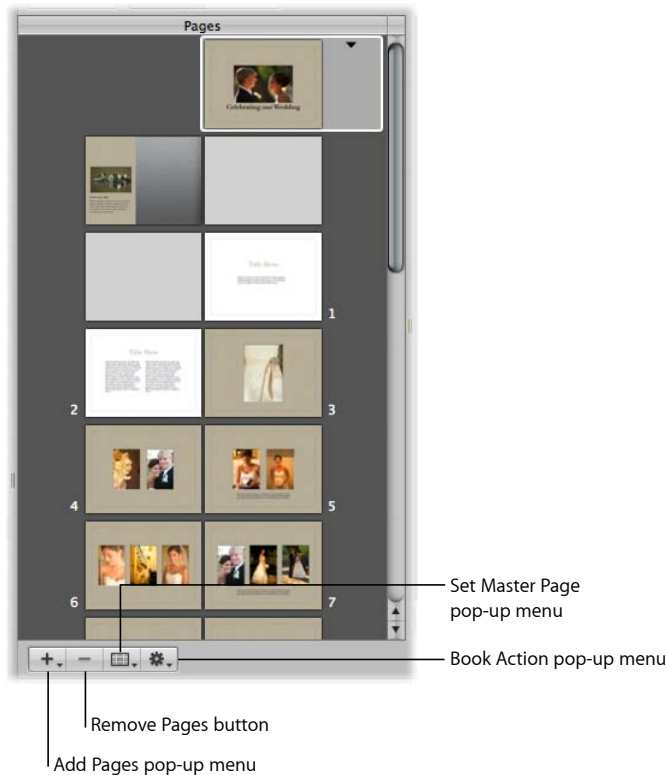 Pages
Celebrating our Wedding
Title Here
1
Title Here
2
3
4
5
6
7
Set Master Page
pop-up menu
Book Action pop-up menu
Remove Pages button
Add Pages pop-up menu